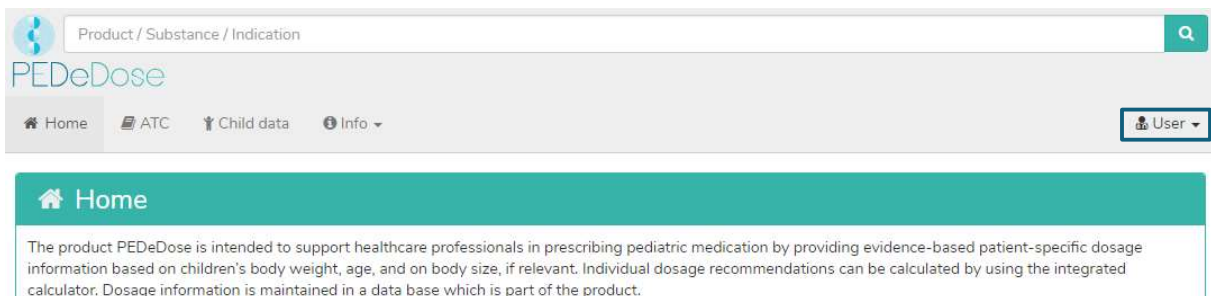 Product / Substance / Indication
PEDeDose
Home ATC Child data Info User
Home
The product PEDeDose is intended to support healthcare professionals in prescribing pediatric medication by providing evidence-based patient-specific dosage
information based on children's body weight, age, and on body size, if relevant. Individual dosage recommendations can be calculated by using the integrated
calculator. Dosage information is maintained in a data base which is part of the product.